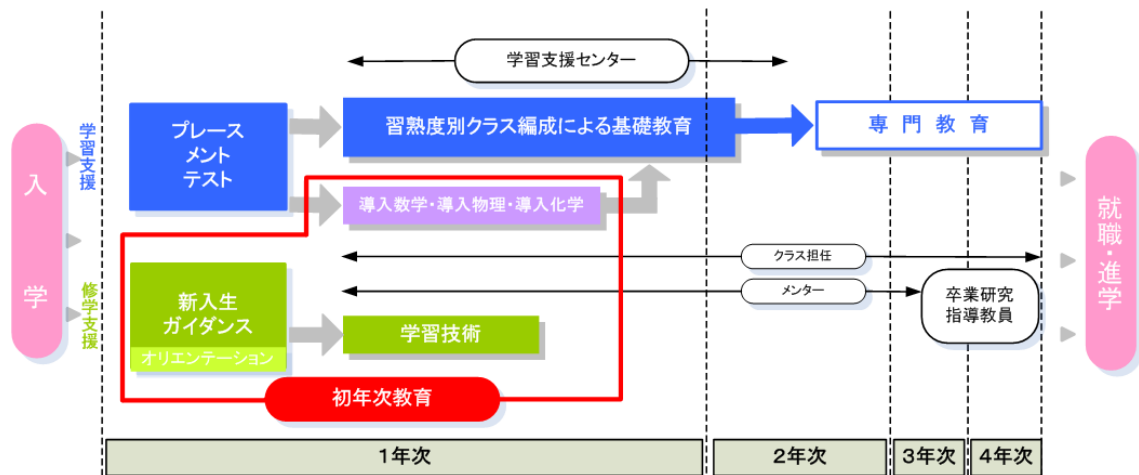 入学
学習支援
修学支援
学習支援センター
プレース
メント
テスト
習熟度別クラス編成による基礎教育
専門教育
導入数学・導入物理・導入化学
クラス担任
メンター
卒業研究
指導教員
新入生
ガイダンス
オリエンテーション
学習技術
初年次教育
就職・進学
1年次
2年次
3年次
4年次